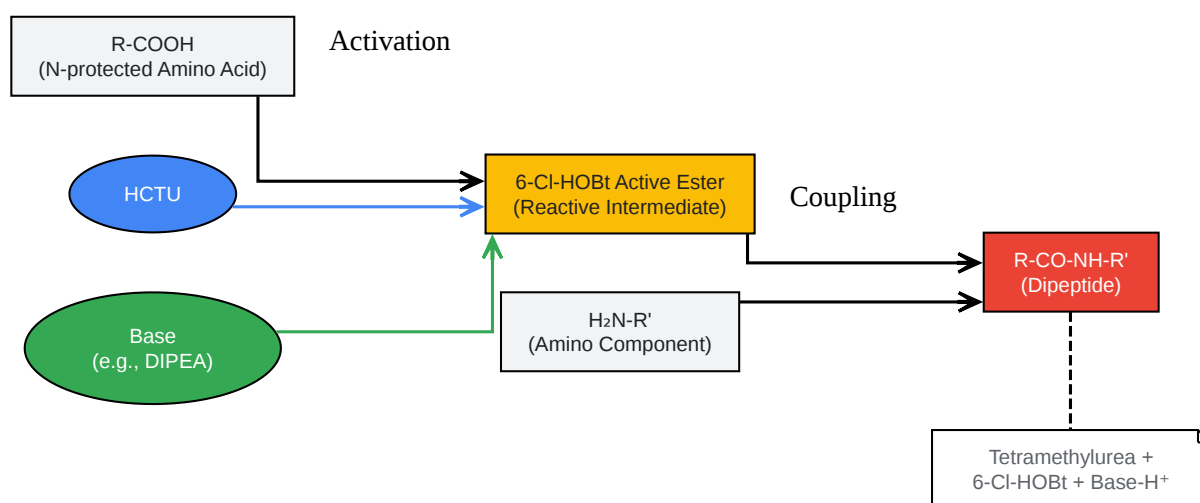 R-COOH
(N-protected Amino Acid)
Activation
HCTU
6-Cl-HOBt Active Ester
(Reactive Intermediate)
Coupling
R-CO-NH-R'
(Dipeptide)
Base
(e.g., DIPEA)
H₂N-R'
(Amino Component)
Tetramethylurea +
6-Cl-HOBt + Base-H⁺